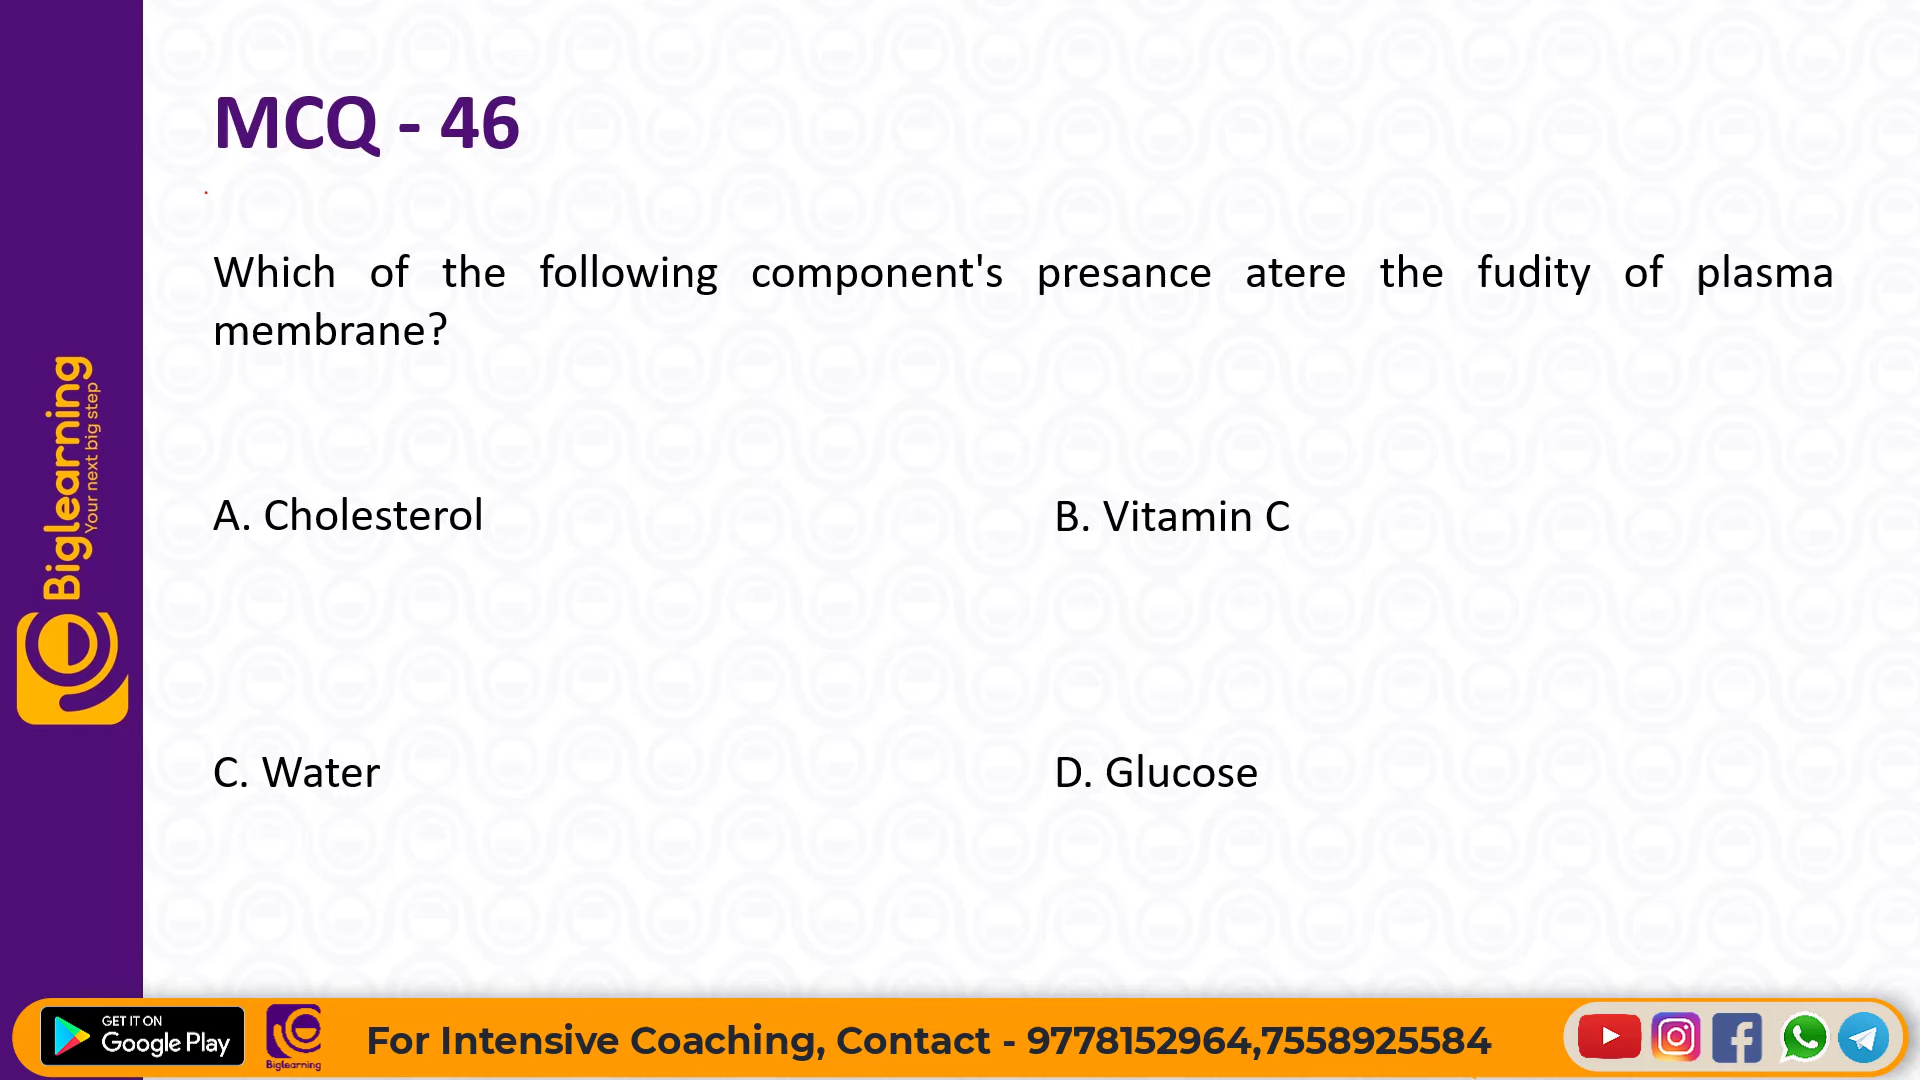 MCQ - 46
Which of the following component's presance atere the fudity of plasma
membrane?
A. Cholesterol
B. Vitamin C
C. Water
D. Glucose
Biglearning
Your next big step
GET IT ON
Google Play
Biglearning
For Intensive Coaching, Contact - 9778152964,7558925584